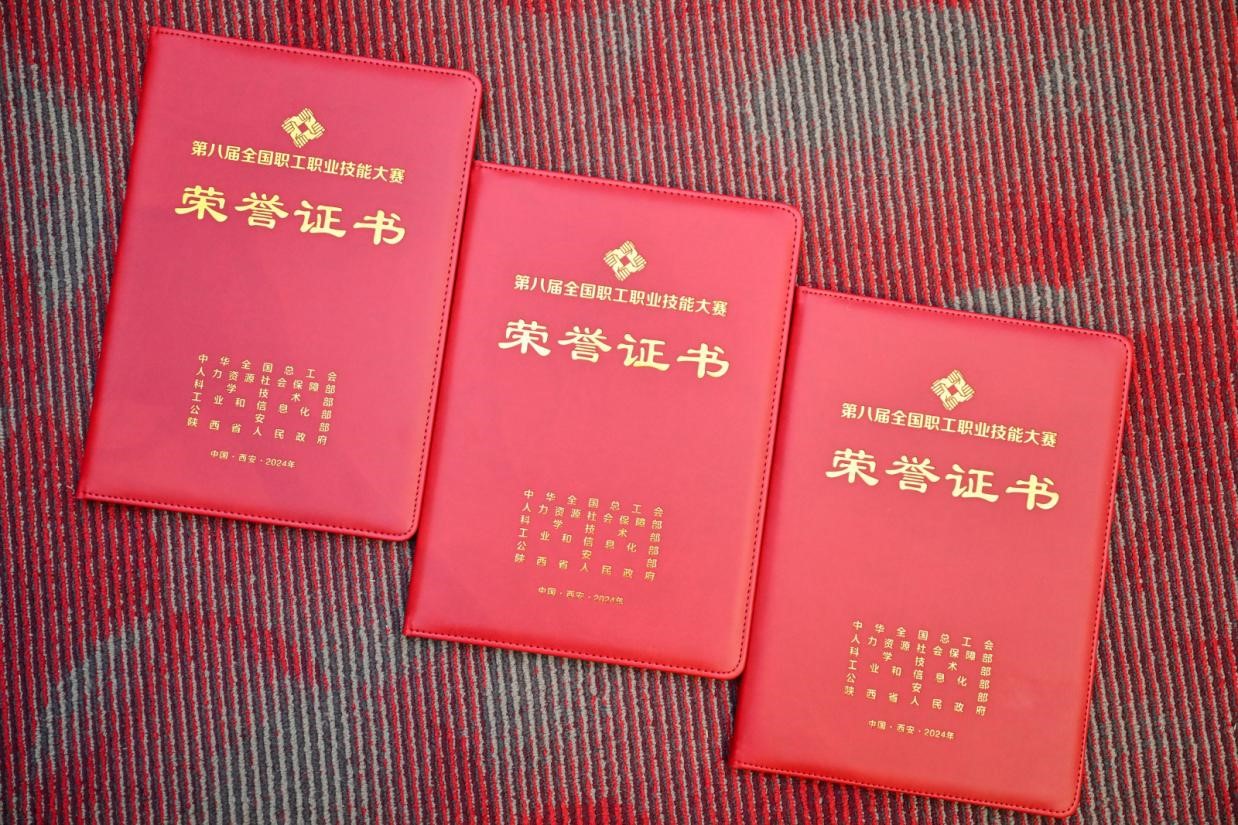 第八届全国职工职业技能大赛
荣誉证书
中华全国总工会
人力资源社会保障部
科学技术部
工业和信息化部
公安部
陕西省人民政府
中国·西安·2024年
第八届全国职工职业技能大赛
荣誉证书
中华全国总工会
人力资源社会保障部
科学技术部
工业和信息化部
公安部
陕西省人民政府
中国·西安·2024年
第八届全国职工职业技能大赛
荣誉证书
中华全国总工会
人力资源社会保障部
科学技术部
工业和信息化部
公安部
陕西省人民政府
中国·西安·2024年